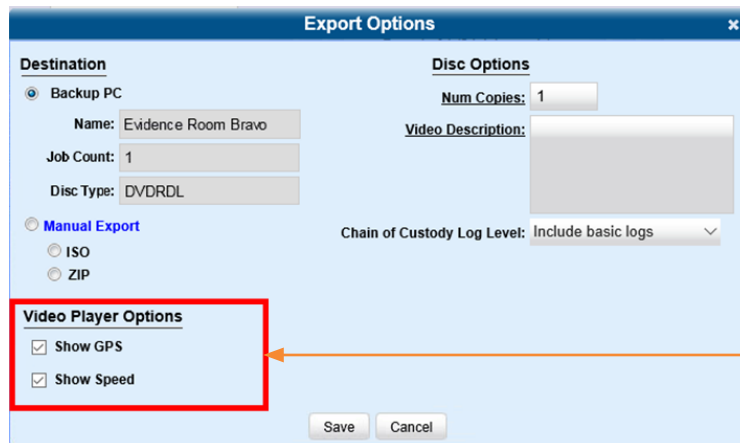 Export Options
Destination
Backup PC
Name: Evidence Room Bravo
Job Count: 1
Disc Type: DVDRDL
Manual Export
ISO
ZIP
Disc Options
Num Copies: 1
Video Description:
Chain of Custody Log Level: Include basic logs
Video Player Options
Show GPS
Show Speed
Save Cancel